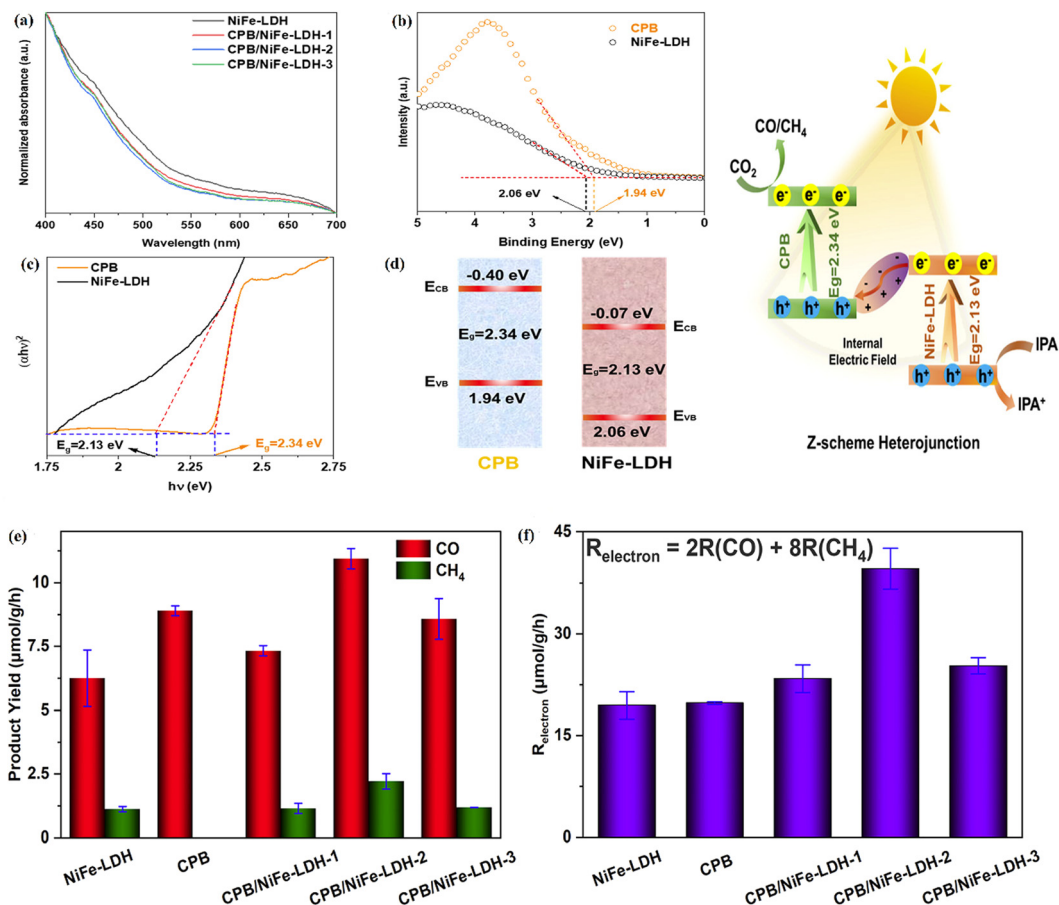 (a)
NiFe-LDH
CPB/NiFe-LDH-1
CPB/NiFe-LDH-2
CPB/NiFe-LDH-3
Normalized absorbance (a.u.)
400 450 500 550 600 650 700
Wavelength (nm)
(b)
CPB
NiFe-LDH
Intensity (a.u.)
2.06 eV
1.94 eV
5 4 3 2 1 0
Binding Energy (eV)
(c)
CPB
NiFe-LDH
(αhν)²
Eg=2.13 eV
Eg=2.34 eV
1.75 2 2.25 2.5 2.75
hν (eV)
(d)
-0.40 eV
ECB
Eg=2.34 eV
EVB
1.94 eV
CPB
-0.07 eV
ECB
Eg=2.13 eV
EVB
2.06 eV
NiFe-LDH
CO/CH₄
CO₂
e- e- e-
CPB
Eg=2.34 eV
h+ h+ h+
- - - -
+ + + +
Internal
Electric Field
e- e- e-
NiFe-LDH
Eg=2.13 eV
h+ h+ h+
IPA
IPA⁺
Z-scheme Heterojunction
(e)
CO
CH₄
Product Yield (μmol/g/h)
10
7.5
5
2.5
0
NiFe-LDH
CPB
CPB/NiFe-LDH-1
CPB/NiFe-LDH-2
CPB/NiFe-LDH-3
(f)
Relectron = 2R(CO) + 8R(CH₄)
Relectron (μmol/g/h)
45
30
15
0
NiFe-LDH
CPB
CPB/NiFe-LDH-1
CPB/NiFe-LDH-2
CPB/NiFe-LDH-3